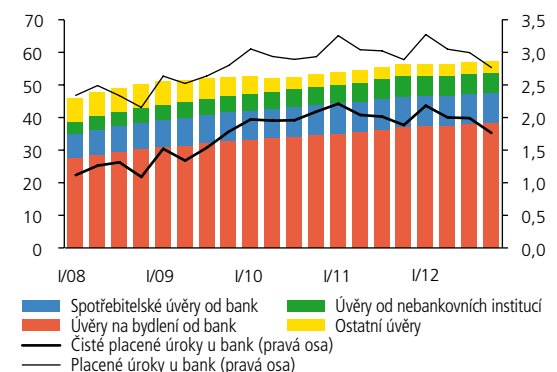 70 3,5
60 3,0
50 2,5
40 2,0
30 1,5
20 1,0
10 0,5
0 0,0
I/08 I/09 I/10 I/11 I/12
Spotřebitelské úvěry od bank Úvěry od nebankovních institucí
Úvěry na bydlení od bank Ostatní úvěry
Čisté placené úroky u bank (pravá osa)
Placené úroky u bank (pravá osa)